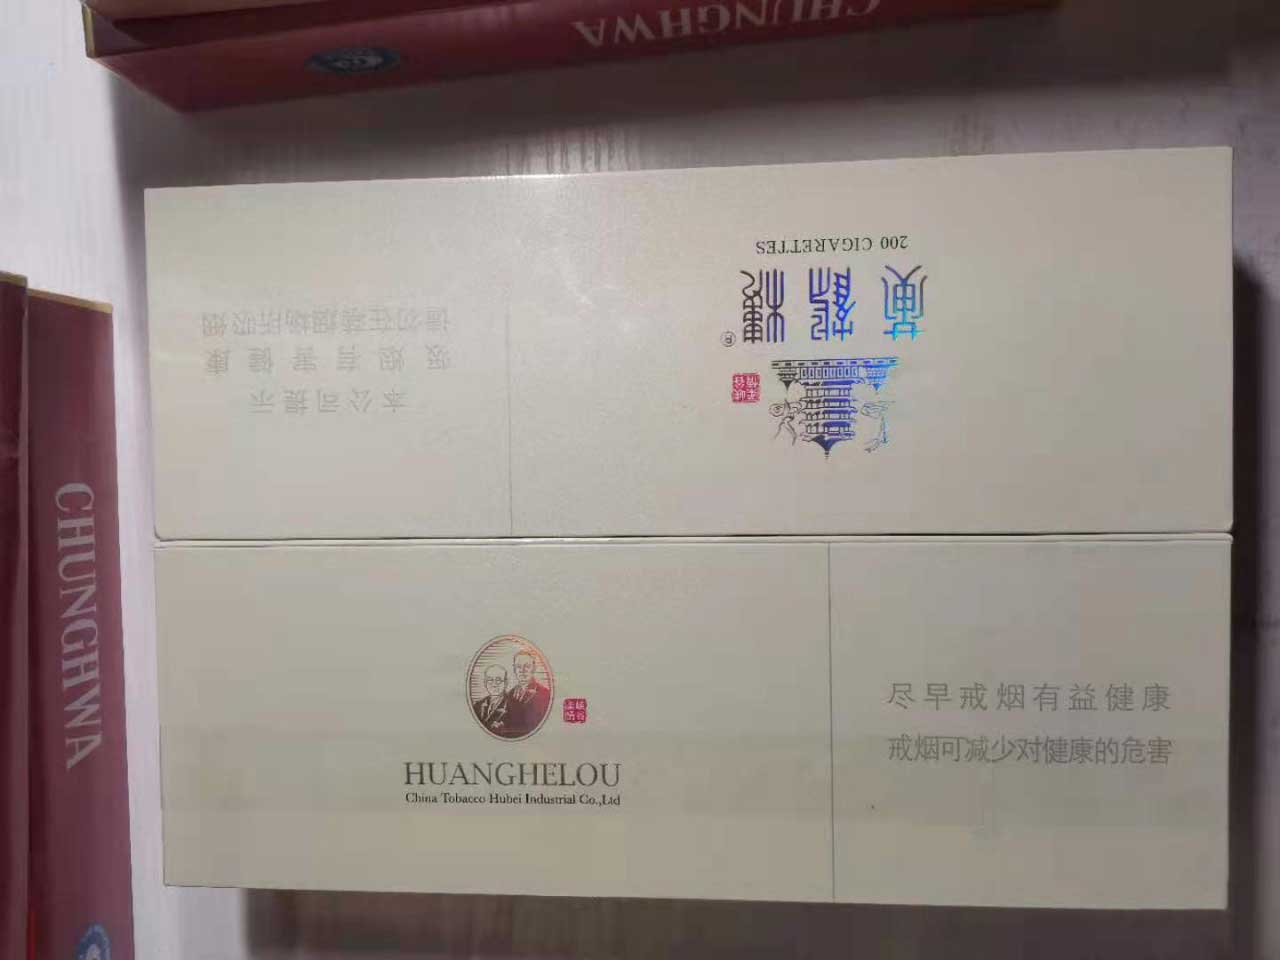 CHUNGHWA
200 CIGARETTES
黄鹤楼
®
本公司提示
吸烟有害健康
请勿在禁烟场所吸烟
CHUNGHWA
HUANGHELOU
China Tobacco Hubei Industrial Co.,Ltd
尽早戒烟有益健康
戒烟可减少对健康的危害